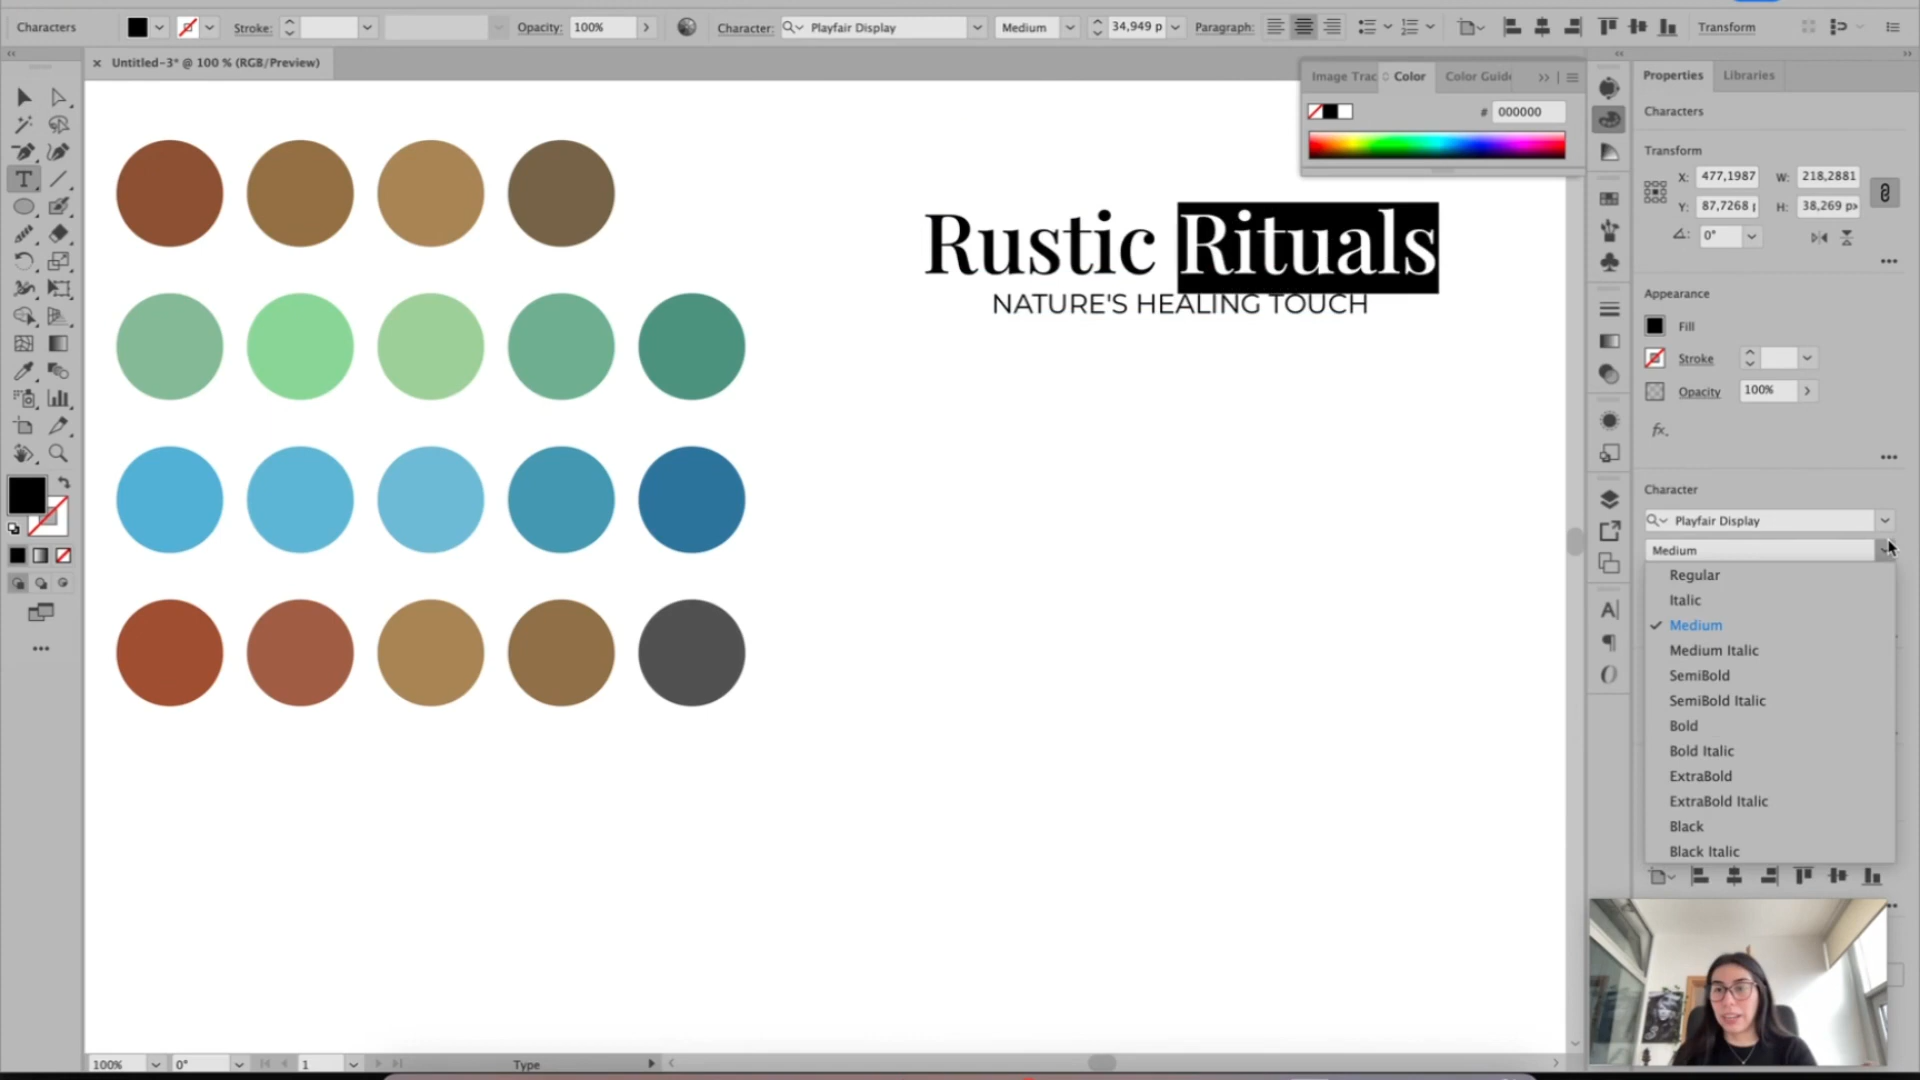 Characters
Stroke:
Opacity:
100%
Character:
Playfair Display
Medium
34,949 p
Paragraph:
Transform
Untitled-3* @ 100 % (RGB/Preview)
Image Trac
Color
Color Guide
# 000000
Properties
Libraries
Characters
Transform
X: 477,1987
W: 218,2881
Y: 87,7268
H: 38,269 px
0°
Appearance
Fill
Stroke
Opacity
100%
fx.
Character
Playfair Display
Medium
Regular
Italic
Medium
Medium Italic
SemiBold
SemiBold Italic
Bold
Bold Italic
ExtraBold
ExtraBold Italic
Black
Black Italic
Rustic Rituals
NATURE'S HEALING TOUCH
100%
0°
1
Type